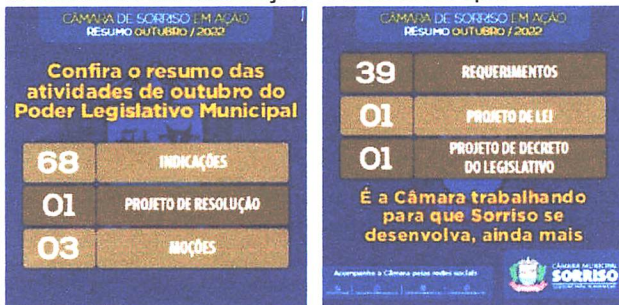 CÂMARA DE SORRISO EM AÇÃO
RESUMO OUTUBRO / 2022
Confira o resumo das
atividades de outubro do
Poder Legislativo Municipal
68 INDICAÇÕES
01 PROJETO DE RESOLUÇÃO
03 MOÇÕES
CÂMARA DE SORRISO EM AÇÃO
RESUMO OUTUBRO / 2022
39 REQUERIMENTOS
01 PROJETO DE LEI
01 PROJETO DE DECRETO
DO LEGISLATIVO
É a Câmara trabalhando
para que Sorriso se
desenvolva, ainda mais
Acompanhe a Câmara pelas redes sociais
CÂMARA MUNICIPAL
SORRISO